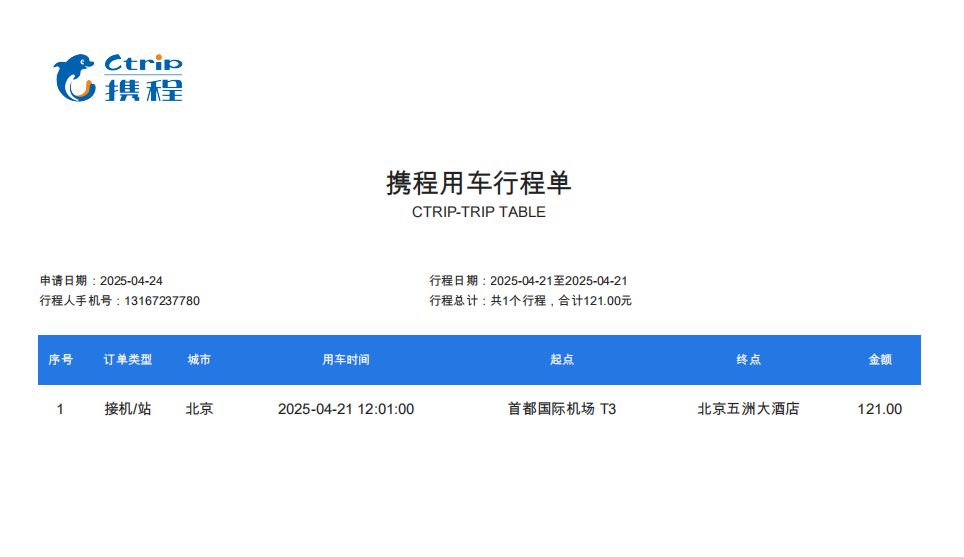 Ctrip
携程
携程用车行程单
CTRIP-TRIP TABLE
申请日期：2025-04-24 行程日期：2025-04-21至2025-04-21
行程人手机号：13167237780 行程总计：共1个行程，合计121.00元
序号 订单类型 城市 用车时间 起点 终点 金额
1 接机/站 北京 2025-04-21 12:01:00 首都国际机场 T3 北京五洲大酒店 121.00